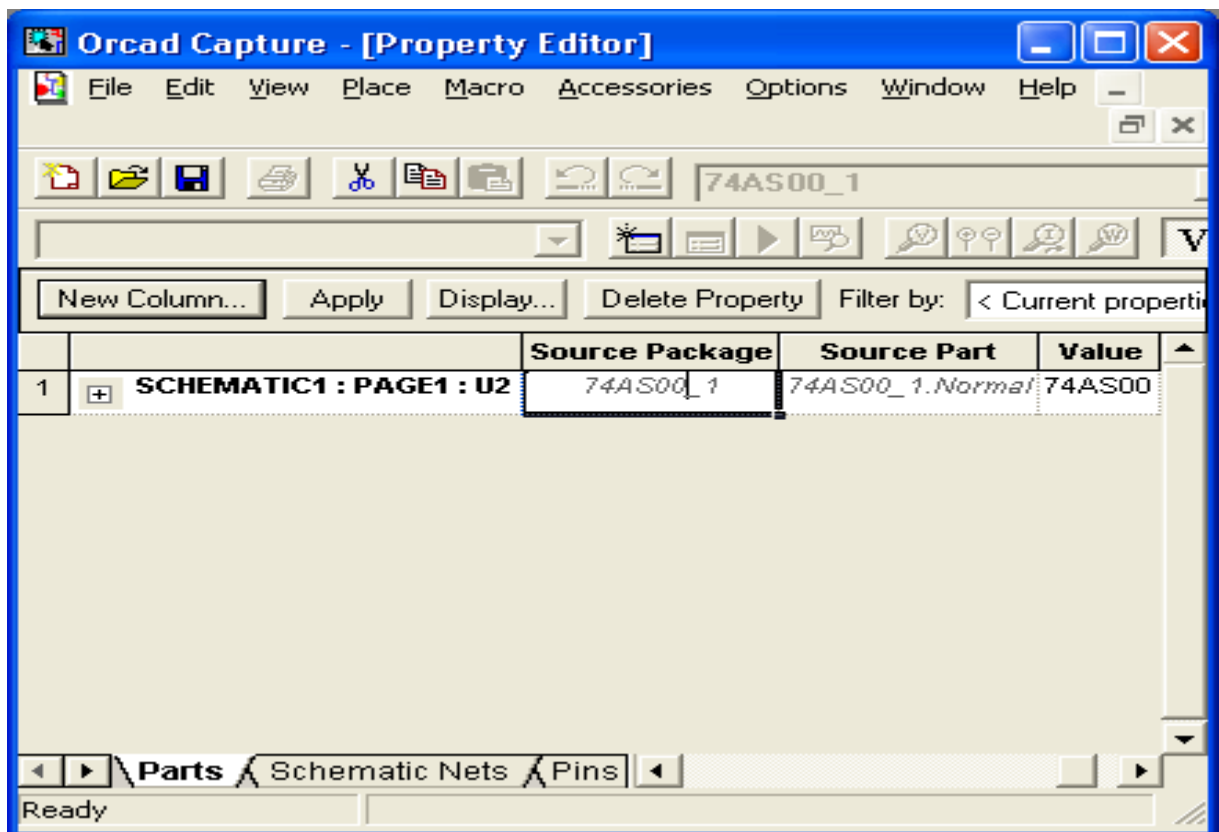 Orcad Capture - [Property Editor]
File Edit View Place Macro Accessories Options Window Help
74AS00_1
V
New Column... Apply Display... Delete Property Filter by: < Current properti
Source Package Source Part Value
1 SCHEMATIC1 : PAGE1 : U2 74AS00_1 74AS00_1.Normal 74AS00
Parts Schematic Nets Pins
Ready